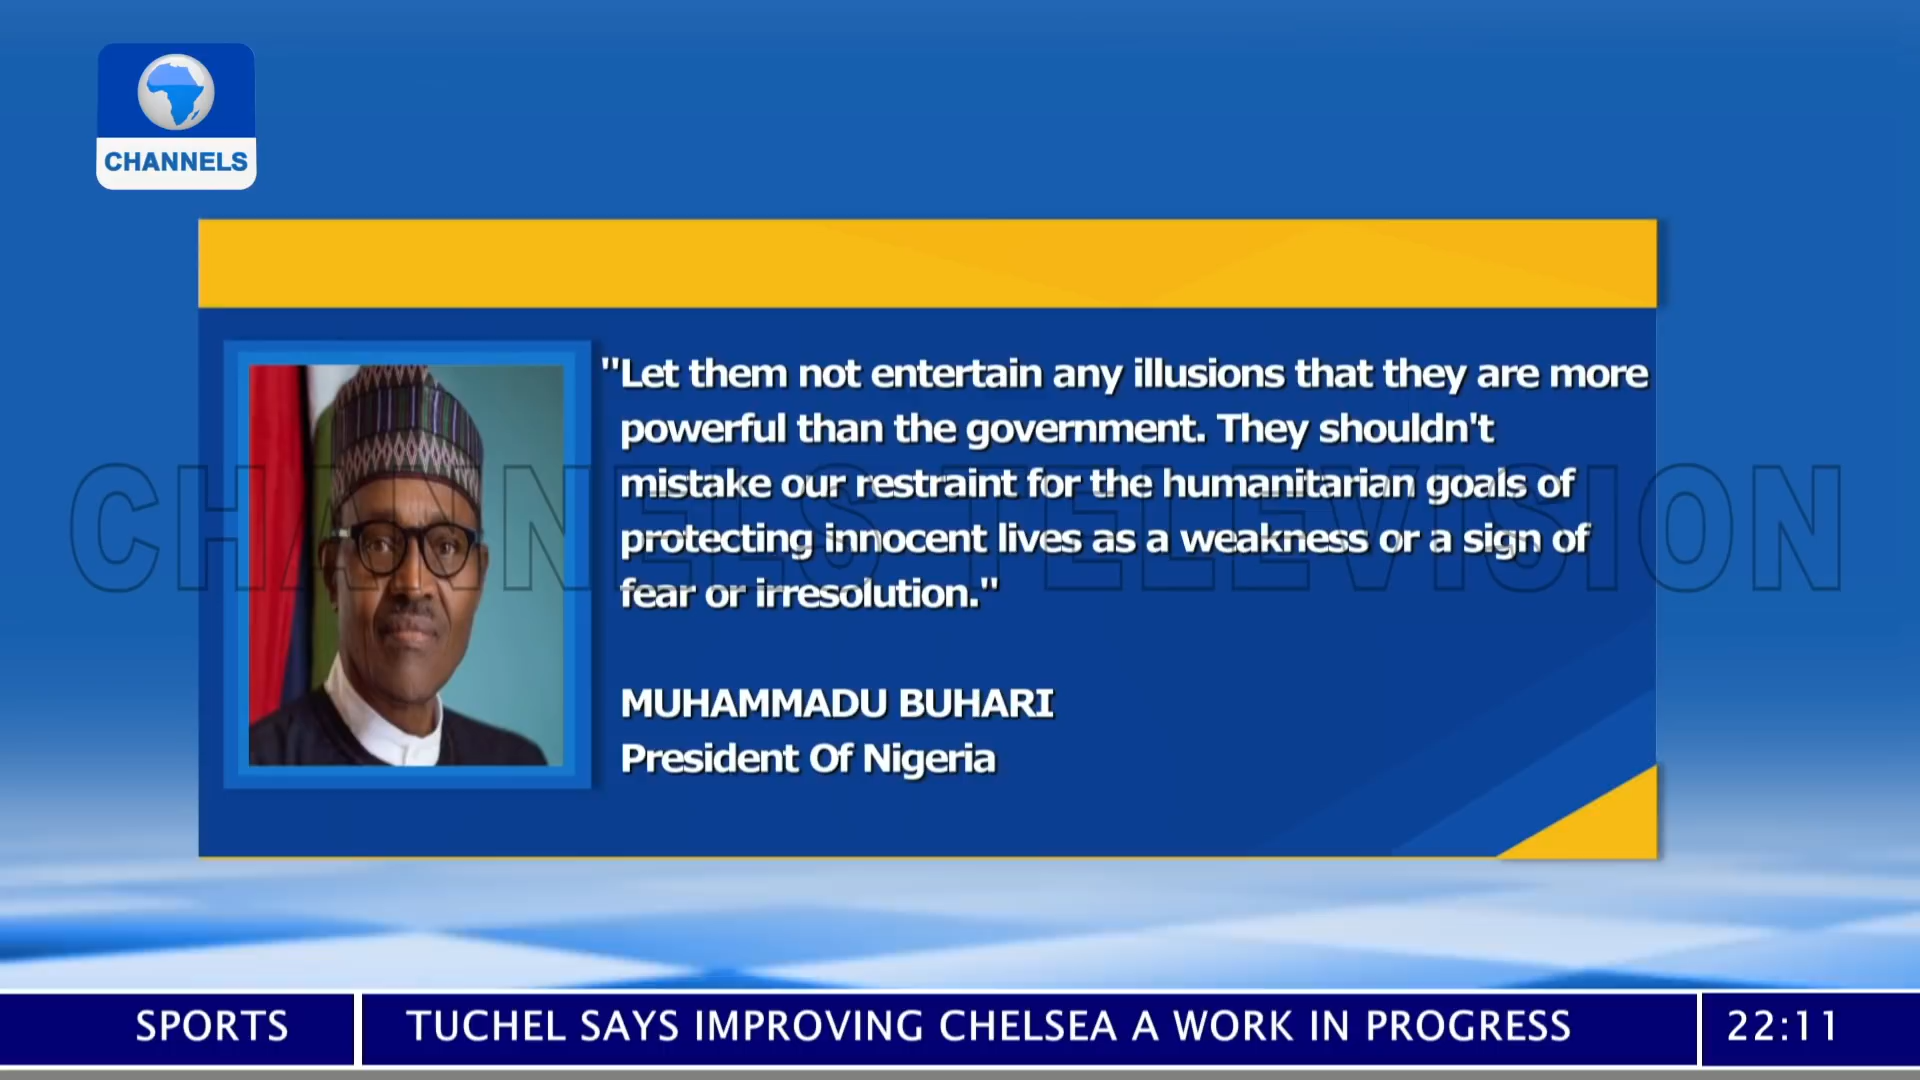 CHANNELS
"Let them not entertain any illusions that they are more
powerful than the government. They shouldn't
mistake our restraint for the humanitarian goals of
protecting innocent lives as a weakness or a sign of
fear or irresolution."
MUHAMMADU BUHARI
President Of Nigeria
CHANNELS TELEVISION
SPORTS
TUCHEL SAYS IMPROVING CHELSEA A WORK IN PROGRESS
22:11